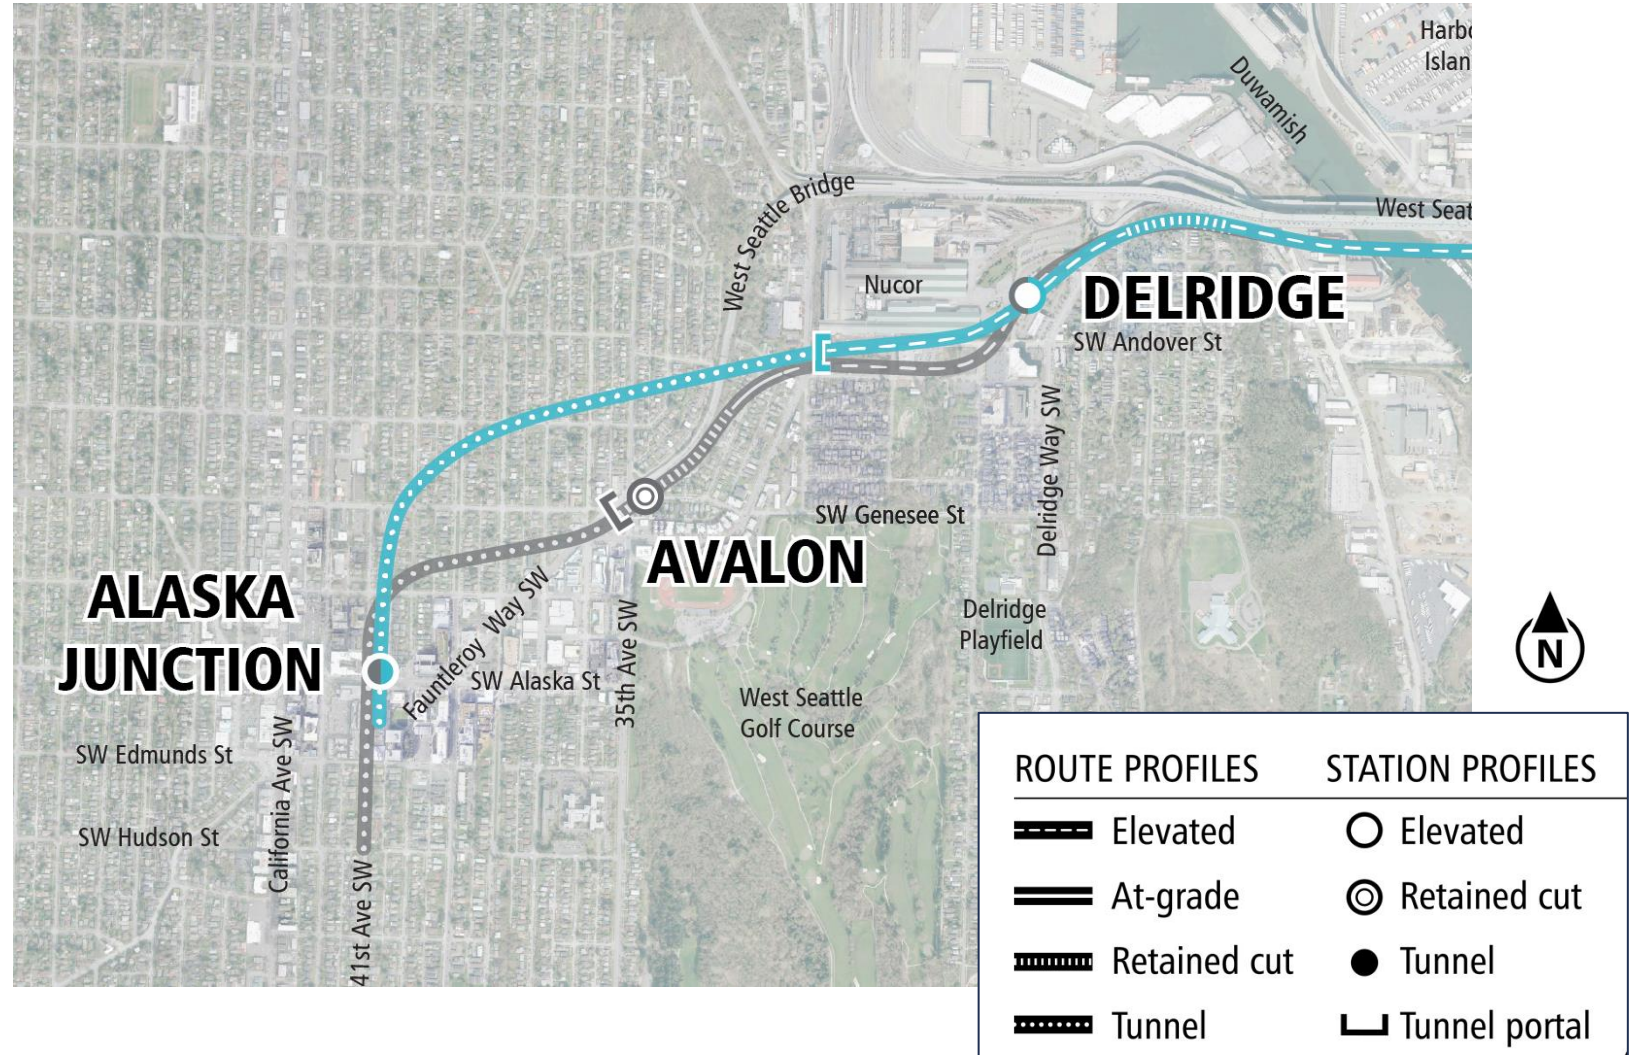 Harbo
Islan
Duwamish
West Seattle Bridge
West Seat
Nucor
DELRIDGE
SW Andover St
Delridge Way SW
SW Genesee St
AVALON
ALASKA
JUNCTION
Fauntleroy Way SW
SW Alaska St
35th Ave SW
Delridge
Playfield
West Seattle
Golf Course
SW Edmunds St
California Ave SW
SW Hudson St
41st Ave SW
N
ROUTE PROFILES
Elevated
At-grade
Retained cut
Tunnel
STATION PROFILES
Elevated
Retained cut
Tunnel
Tunnel portal